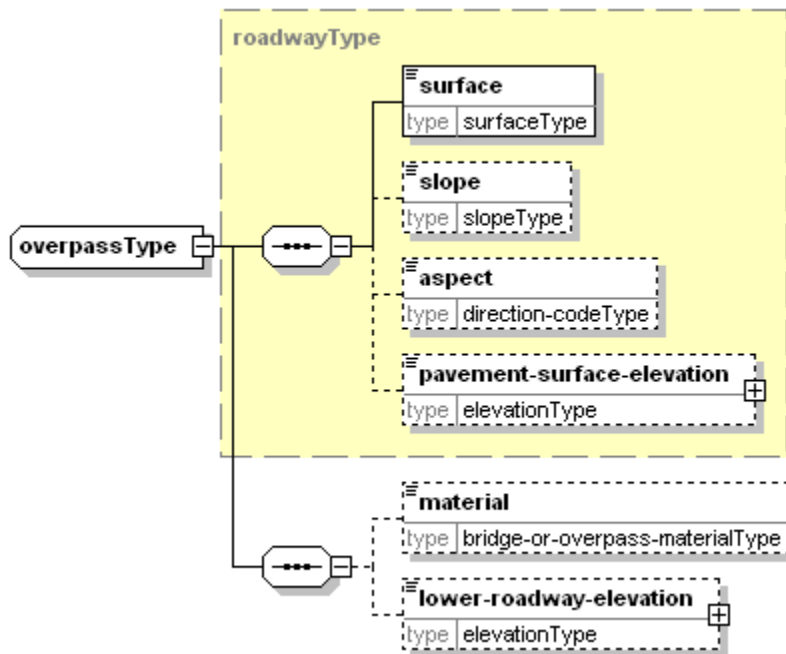 roadwayType
surface
type surfaceType
slope
type slopeType
overpassType
aspect
type direction-codeType
pavement-surface-elevation
type elevationType
material
type bridge-or-overpass-materialType
lower-roadway-elevation
type elevationType